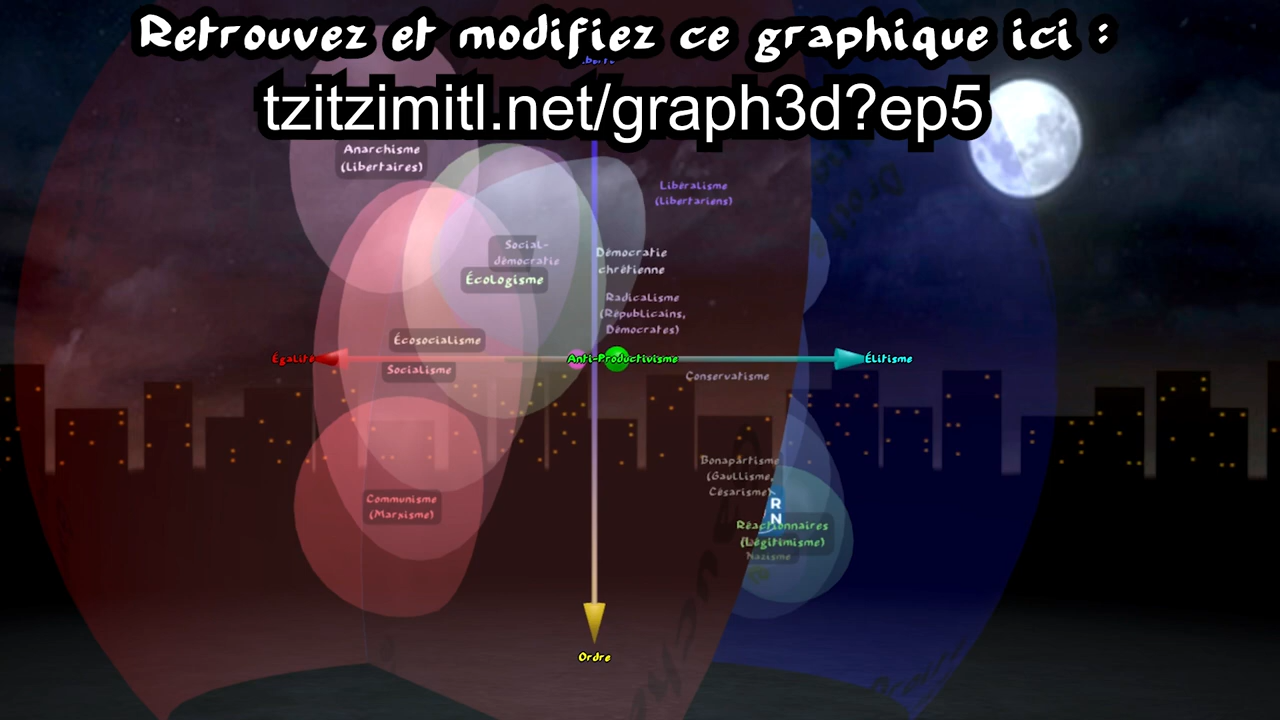 Retrouvez et modifiez ce graphique ici :
tzitzimitl.net/graph3d?ep5
Anarchisme
(Libertaires)
Libéralisme
(Libertariens)
Social-
démocratie
Écologisme
Démocratie
chrétienne
Radicalisme
(Républicains,
Démocrates)
Écosocialisme
Égalité
Anti-Productivisme
Élitisme
Socialisme
Conservatisme
Bonapartisme
(Gaullisme,
Césarisme)
Communisme
(Marxisme)
R
N
Réactionnaires
(Légitimisme)
Nazisme
Ordre